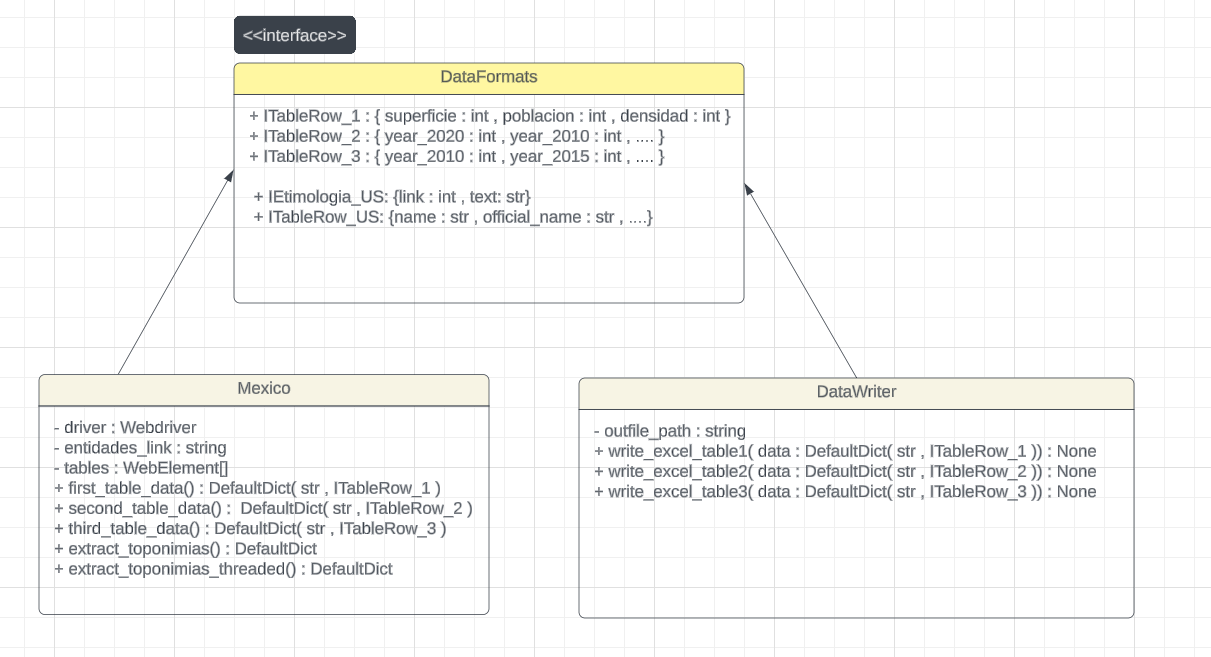 <<interface>>
DataFormats
+ ITableRow_1 : { superficie : int , poblacion : int , densidad : int }
+ ITableRow_2 : { year_2020 : int , year_2010 : int , .... }
+ ITableRow_3 : { year_2010 : int , year_2015 : int , .... }
+ IEtimologia_US: {link : int , text: str}
+ ITableRow_US: {name : str , official_name : str , ....}
Mexico
- driver : Webdriver
- entidades_link : string
- tables : WebElement[]
+ first_table_data() : DefaultDict( str , ITableRow_1 )
+ second_table_data() :  DefaultDict( str , ITableRow_2 )
+ third_table_data() : DefaultDict( str , ITableRow_3 )
+ extract_toponimias() : DefaultDict
+ extract_toponimias_threaded() : DefaultDict
DataWriter
- outfile_path : string
+ write_excel_table1( data : DefaultDict( str , ITableRow_1 )) : None
+ write_excel_table2( data : DefaultDict( str , ITableRow_2 )) : None
+ write_excel_table3( data : DefaultDict( str , ITableRow_3 )) : None